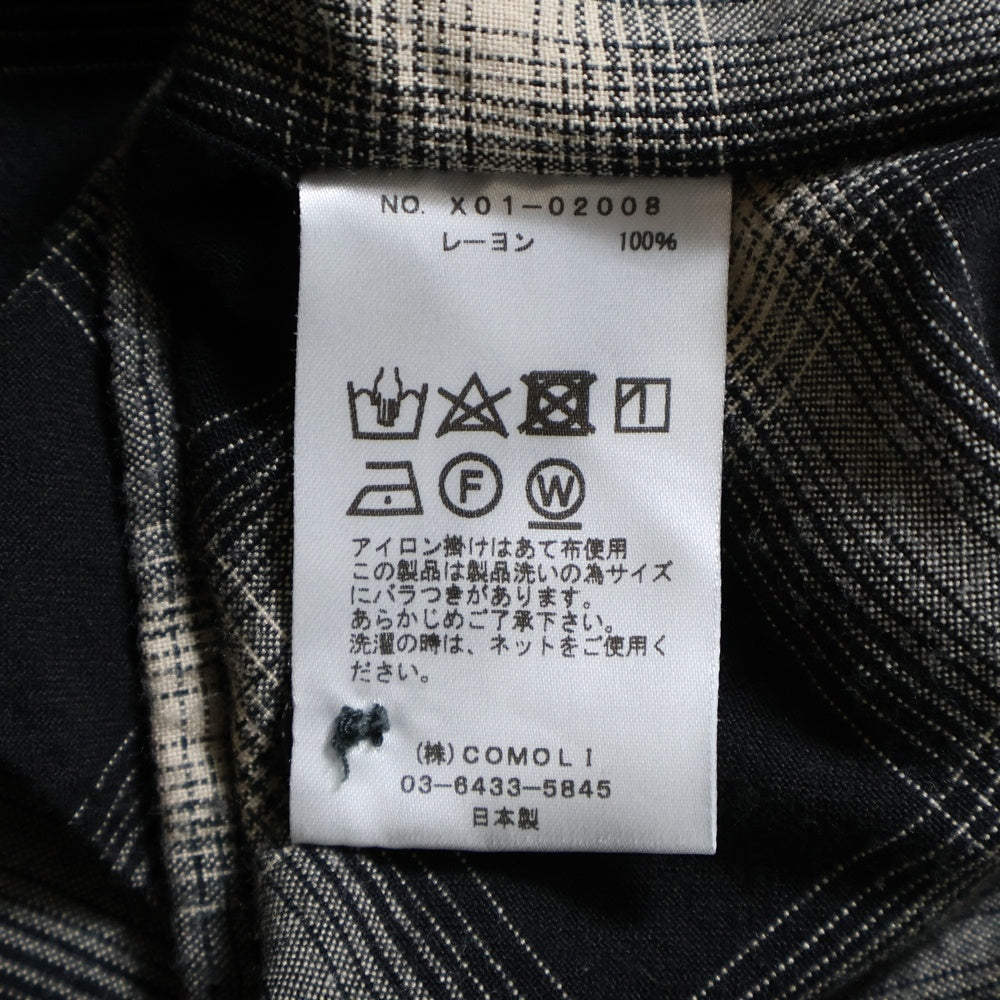 NO. X01-02008
レーヨン 100%
F W
アイロン掛けはあて布使用
この製品は製品洗いの為サイズ
にバラつきがあります。
あらかじめご了承下さい。
洗濯の時は、ネットをご使用く
ださい。
(株)COMOLI
03-6433-5845
日本製